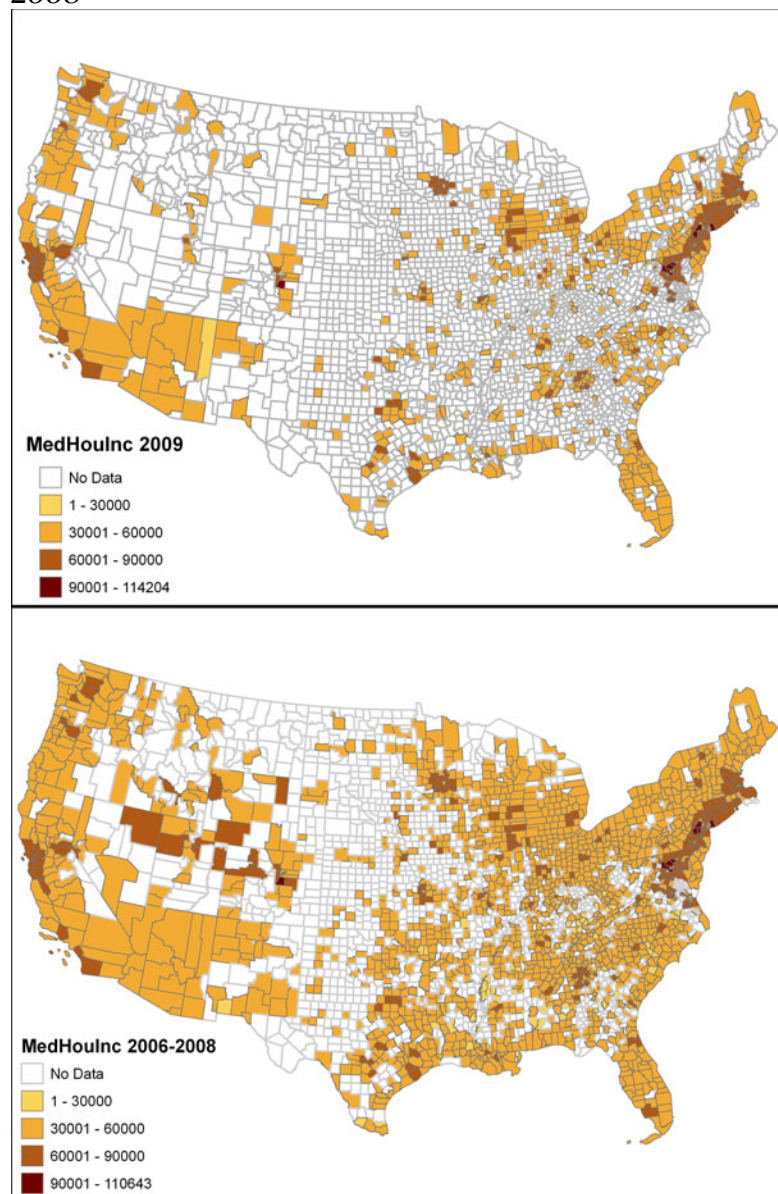 MedHouInc 2009
No Data
1 - 30000
30001 - 60000
60001 - 90000
90001 - 114204
MedHouInc 2006-2008
No Data
1 - 30000
30001 - 60000
60001 - 90000
90001 - 110643